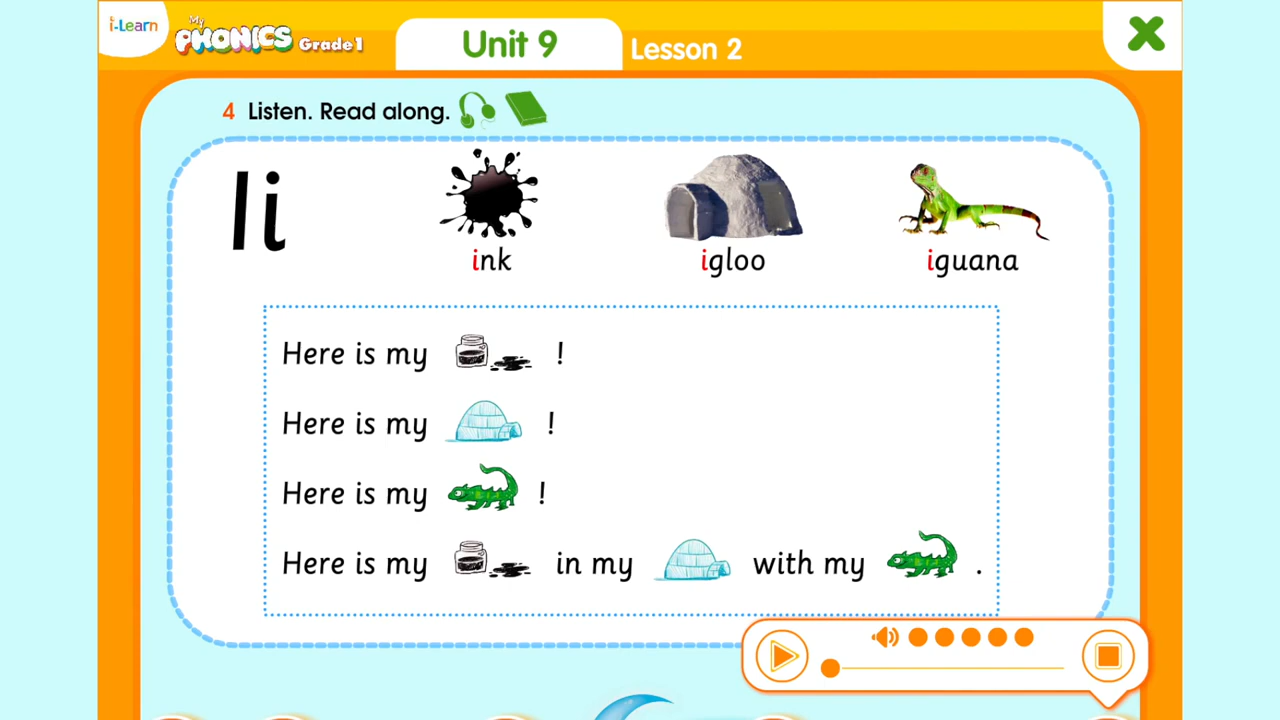 i-Learn
My
PHONICS Grade 1
Unit 9
Lesson 2
4 Listen. Read along.
Ii
ink
igloo
iguana
Here is my !
Here is my !
Here is my !
Here is my in my with my .